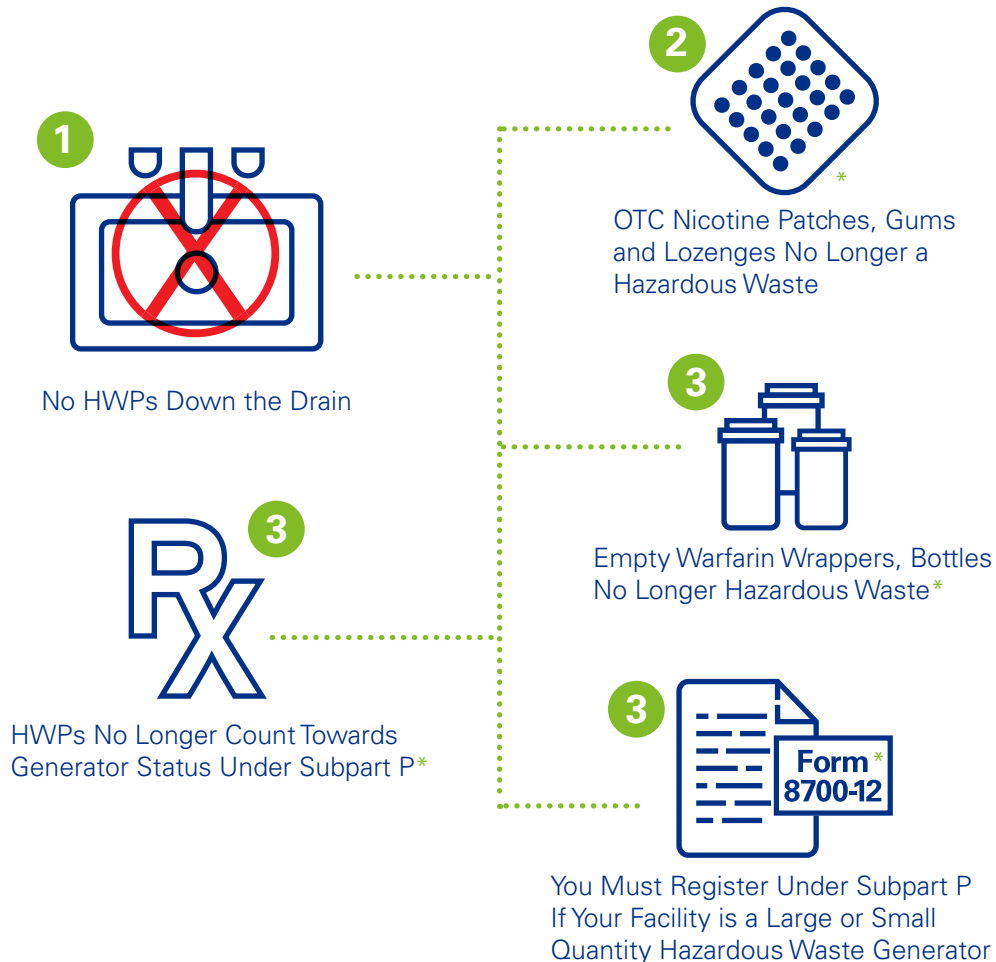 1
No HWPs Down the Drain
2
*
OTC Nicotine Patches, Gums
and Lozenges No Longer a
Hazardous Waste
3
Empty Warfarin Wrappers, Bottles
No Longer Hazardous Waste*
Rx
3
HWPs No Longer Count Towards
Generator Status Under Subpart P*
3
Form*
8700-12
You Must Register Under Subpart P
If Your Facility is a Large or Small
Quantity Hazardous Waste Generator